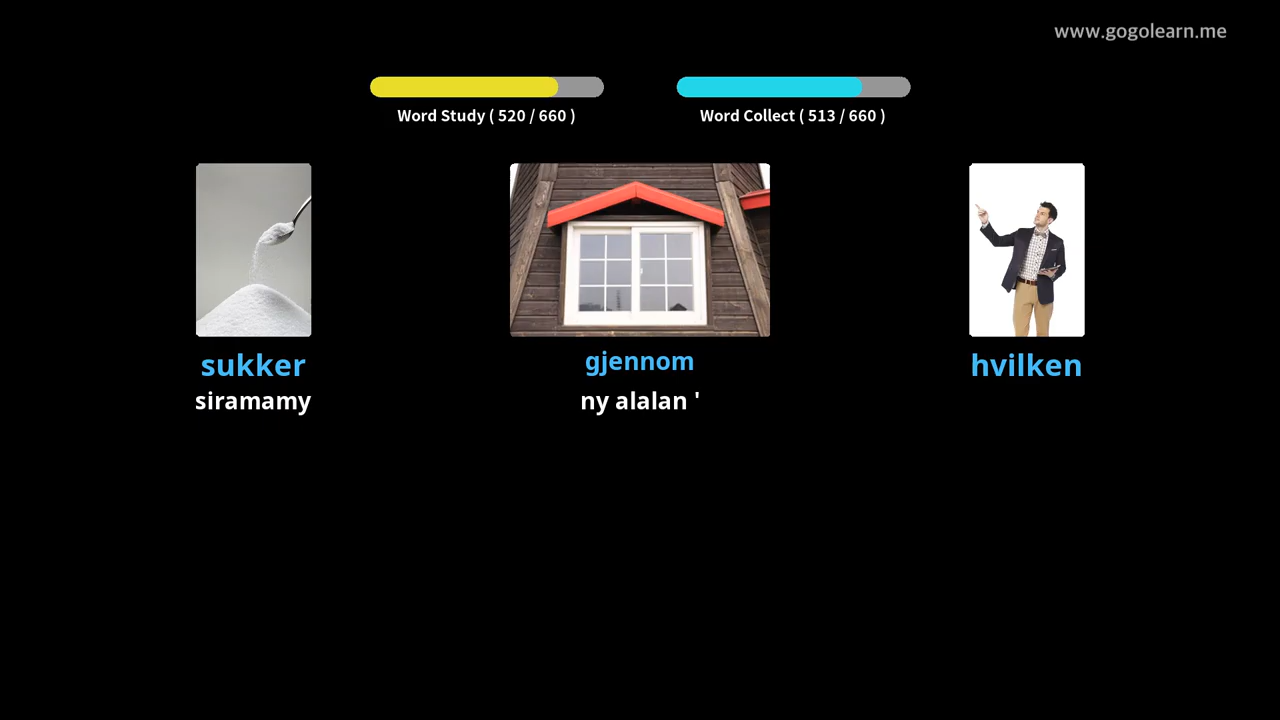 www.gogolearn.me
Word Study ( 520 / 660 )
Word Collect ( 513 / 660 )
sukker
siramamy
gjennom
ny alalan '
hvilken